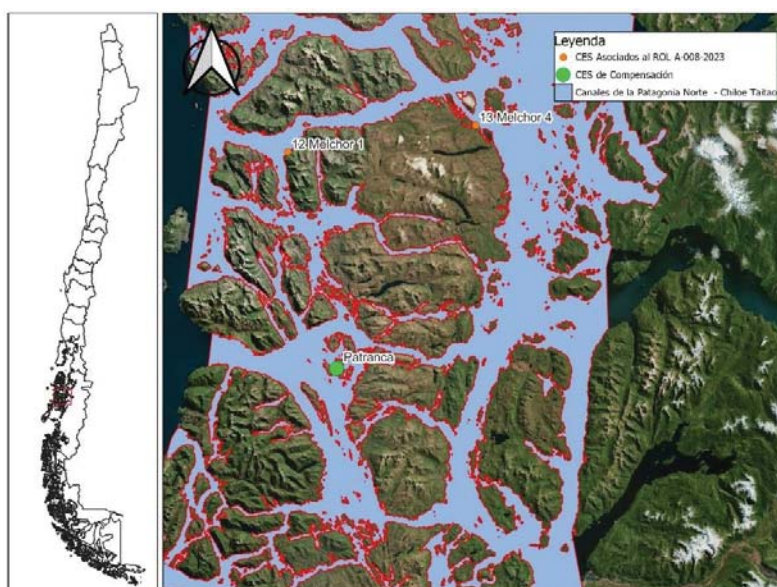 Leyenda
CES Asociados al ROL A-008-2023
CES de Compensación
Canales de la Patagonia Norte - Chiloe Taitao
13 Melchor 4
12 Melchor 1
Patranca